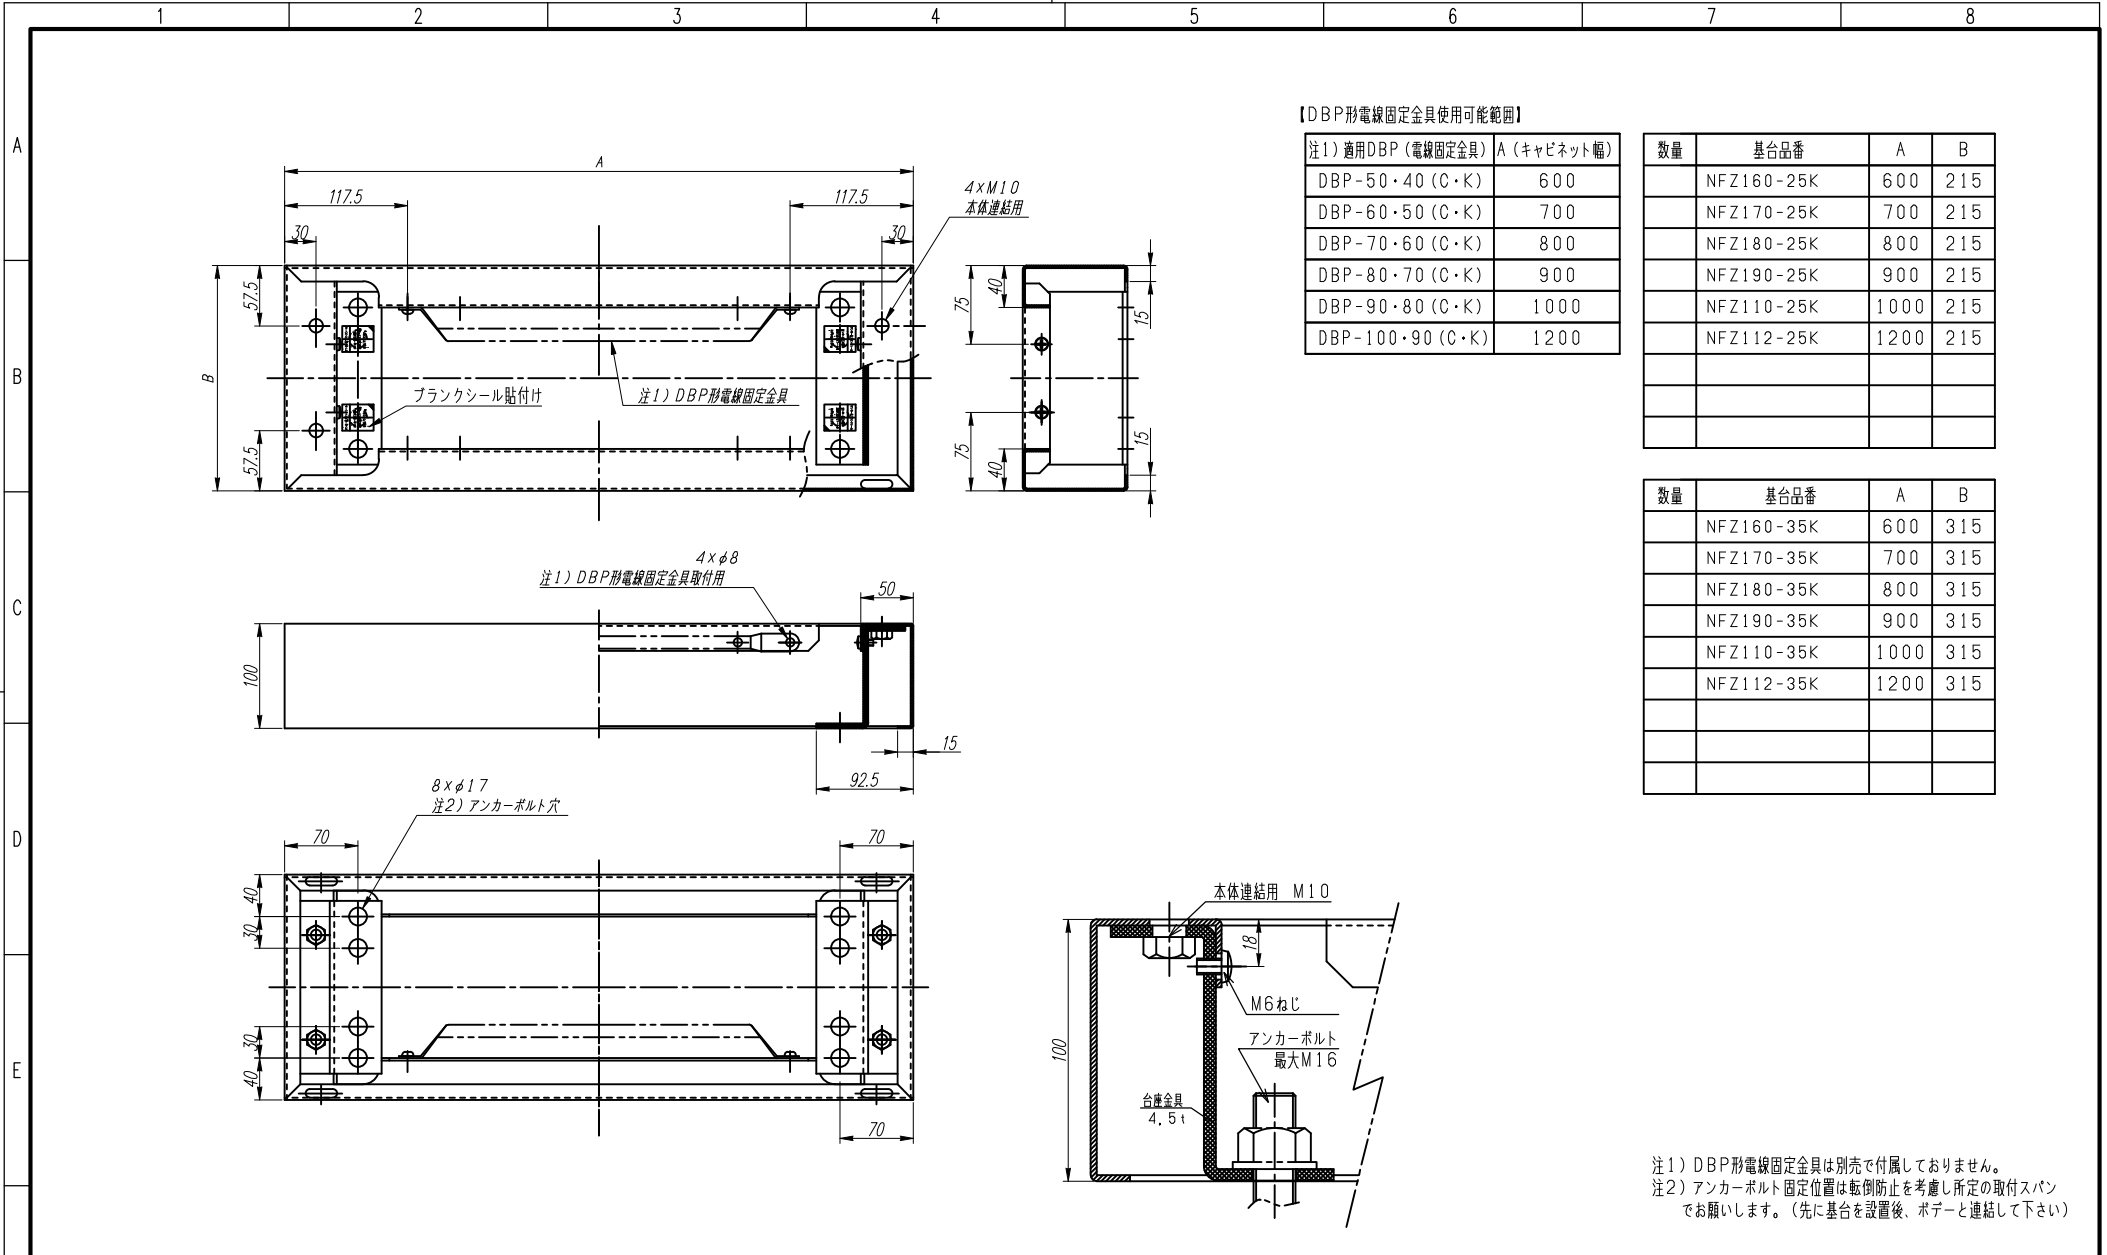 1 2 3 4 5 6 7 8
A
B
C
D
E
A
117.5
117.5
30
30
4×M10
本体連結用
57.5
57.5
B
ブランクシール貼付け
注1) DBP形電線固定金具
75
40
15
75
40
15
4×φ8
注1) DBP形電線固定金具取付用
50
100
15
92.5
8×φ17
注2) アンカーボルト穴
70
70
40
30
30
40
70
【DBP形電線固定金具使用可能範囲】
注1) 適用DBP (電線固定金具) A (キャビネット幅)
DBP-50・40 (C・K) 600
DBP-60・50 (C・K) 700
DBP-70・60 (C・K) 800
DBP-80・70 (C・K) 900
DBP-90・80 (C・K) 1000
DBP-100・90 (C・K) 1200
数量 基台品番 A B
NFZ160-25K 600 215
NFZ170-25K 700 215
NFZ180-25K 800 215
NFZ190-25K 900 215
NFZ110-25K 1000 215
NFZ112-25K 1200 215
数量 基台品番 A B
NFZ160-35K 600 315
NFZ170-35K 700 315
NFZ180-35K 800 315
NFZ190-35K 900 315
NFZ110-35K 1000 315
NFZ112-35K 1200 315
本体連結用 M10
18
M6ねじ
アンカーボルト
最大M16
100
台座金具
4.5t
注1) DBP形電線固定金具は別売で付属しておりません。
注2) アンカーボルト固定位置は転倒防止を考慮し所定の取付スパン
でお願いします。(先に基台を設置後、ボデーと連結して下さい)